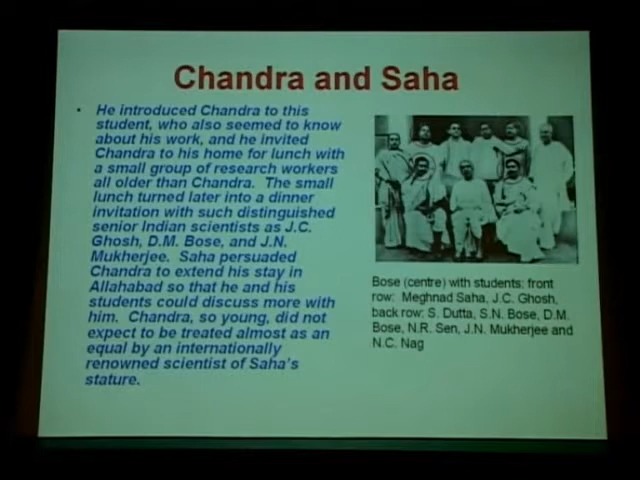 Chandra and Saha
• He introduced Chandra to this
student, who also seemed to know
about his work, and he invited
Chandra to his home for lunch with
a small group of research workers
all older than Chandra. The small
lunch turned later into a dinner
invitation with such distinguished
senior Indian scientists as J.C.
Ghosh, D.M. Bose, and J.N.
Mukherjee. Saha persuaded
Chandra to extend his stay in
Allahabad so that he and his
students could discuss more with
him. Chandra, so young, did not
expect to be treated almost as an
equal by an internationally
renowned scientist of Saha's
stature.
Bose (centre) with students: front
row: Meghnad Saha, J.C. Ghosh,
back row: S. Dutta, S.N. Bose, D.M.
Bose, N.R. Sen, J.N. Mukherjee and
N.C. Nag